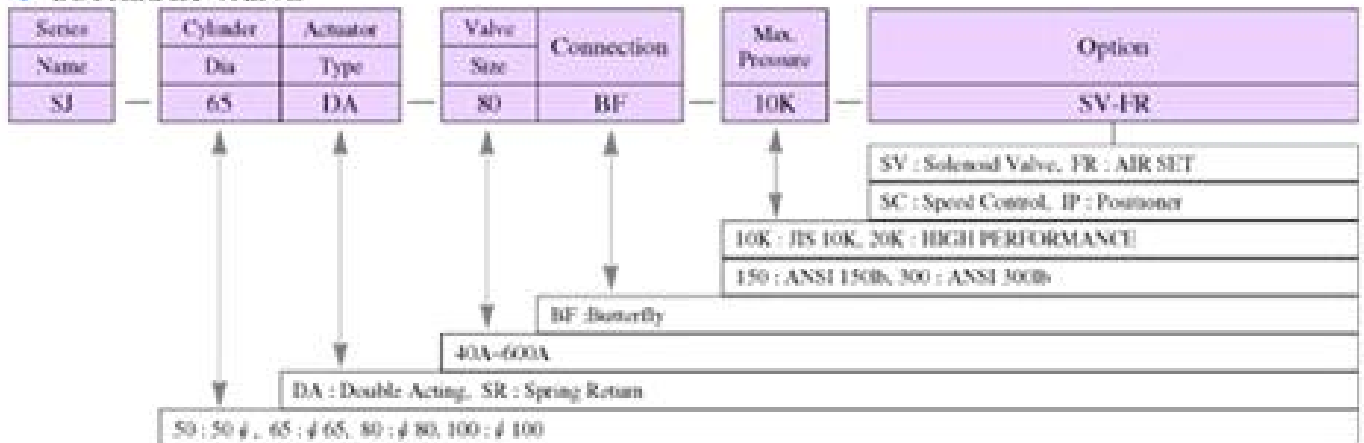 Series Cylinder Actuator Valve Connection Max. Option
Name Dia Type Size Pressure
SJ — 65 DA — 80 BF — 10K — SV-FR
SV : Solenoid Valve, FR : AIR SET
SC : Speed Control, IP : Positioner
10K : JIS 10K, 20K : HIGH PERFORMANCE
150 : ANSI 150lb, 300 : ANSI 300lb
BF :Butterfly
40A~600A
DA : Double Acting, SR : Spring Return
50 : 50 ∮, 65 : ∮ 65, 80 : ∮ 80, 100 : ∮ 100